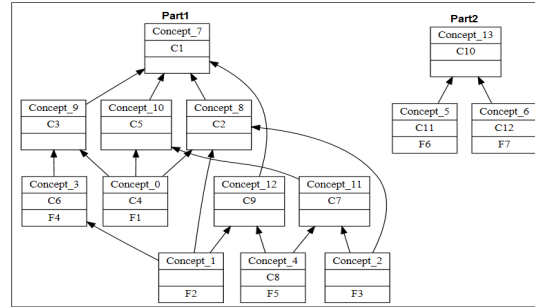 Part1
Part2
Concept_7
C1
Concept_13
C10
Concept_9
C3
Concept_10
C5
Concept_8
C2
Concept_5
C11
F6
Concept_6
C12
F7
Concept_3
C6
F4
Concept_0
C4
F1
Concept_12
C9
Concept_11
C7
Concept_1
F2
Concept_4
C8
F5
Concept_2
F3